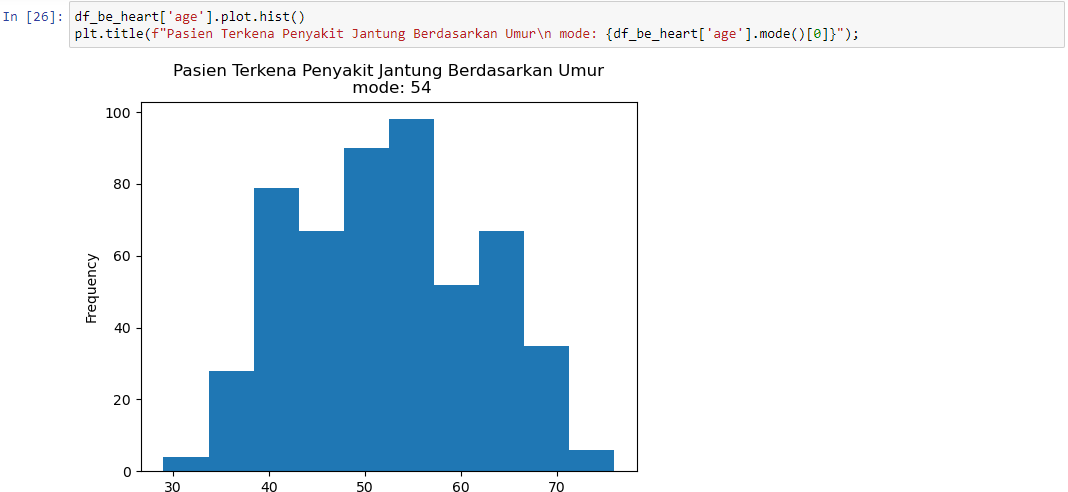 In [26]: df_be_heart['age'].plot.hist()
plt.title(f"Pasien Terkena Penyakit Jantung Berdasarkan Umur\n mode: {df_be_heart['age'].mode()[0]}");
Pasien Terkena Penyakit Jantung Berdasarkan Umur
mode: 54
100
80
60
40
20
0
Frequency
30 40 50 60 70